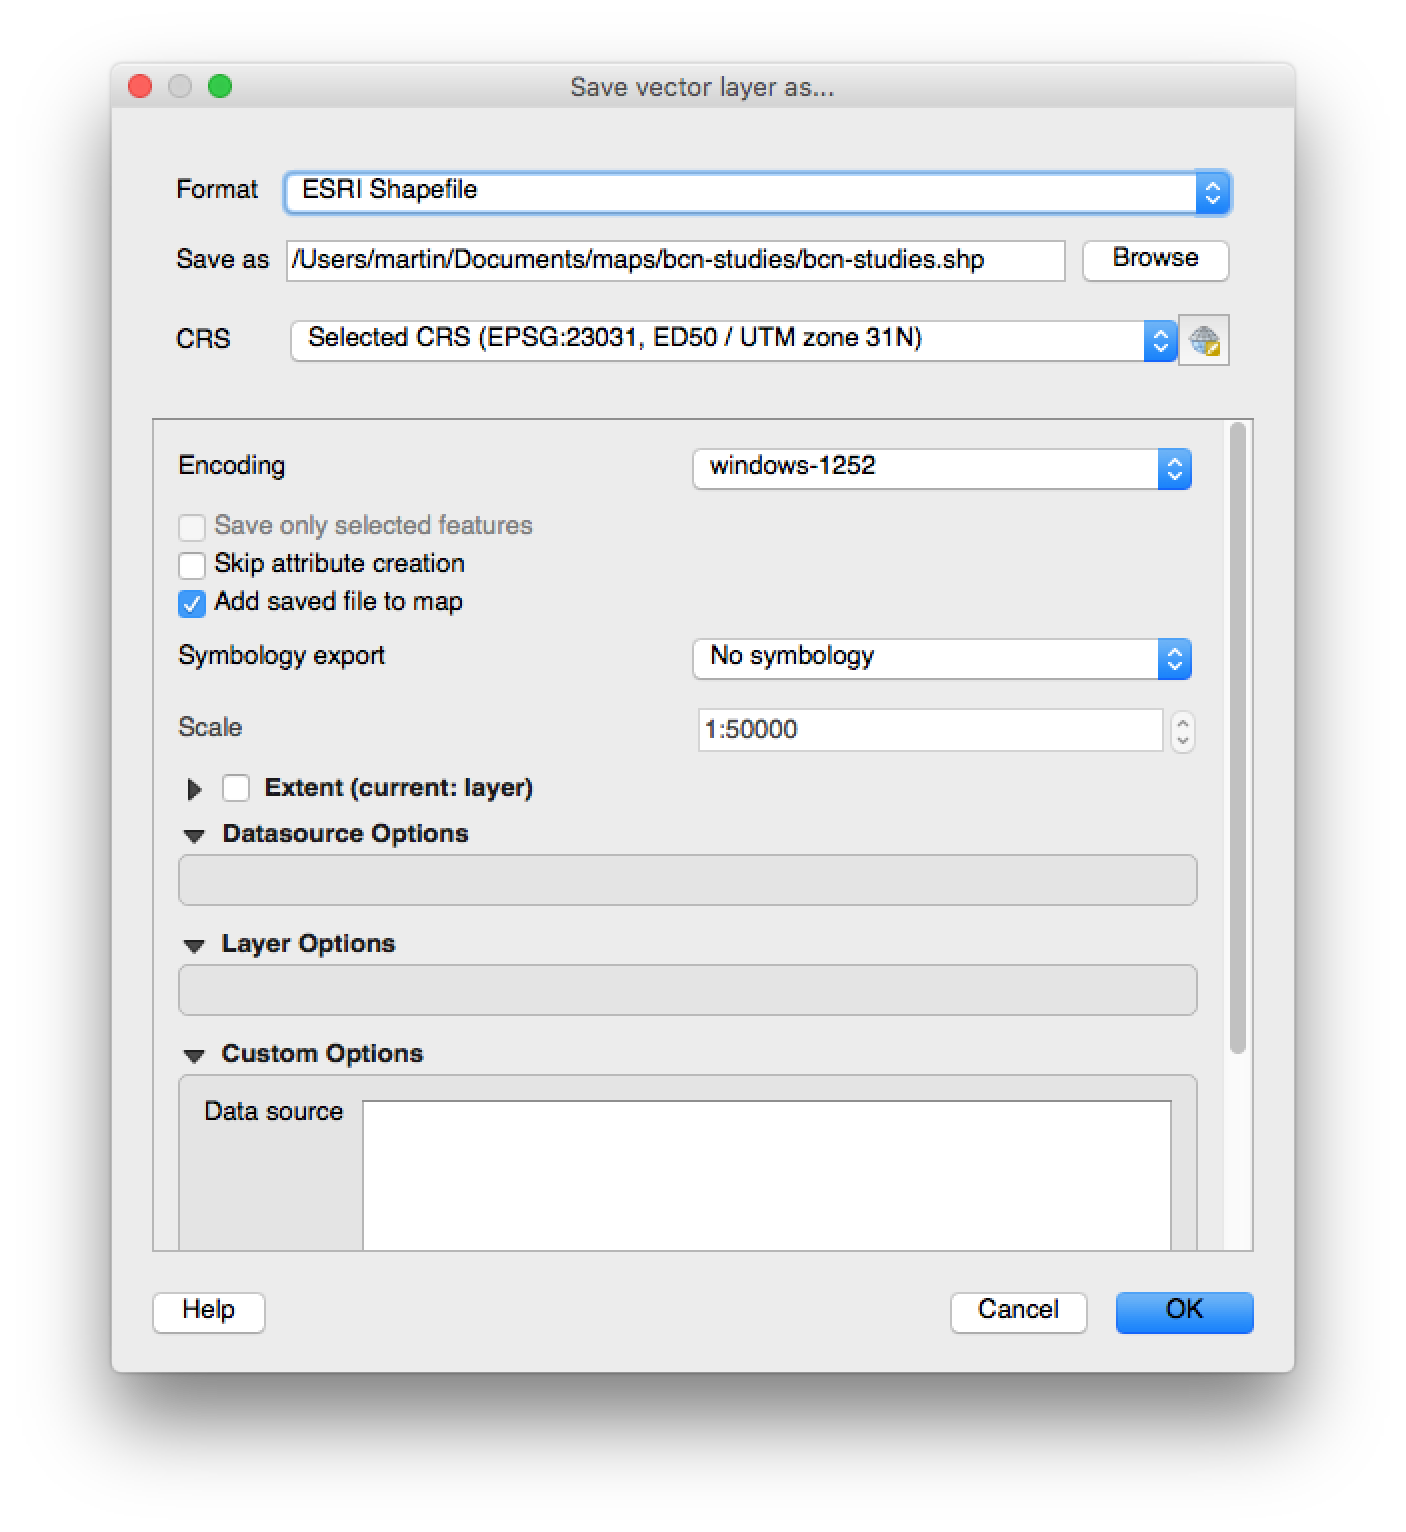 Save vector layer as...
Format ESRI Shapefile
Save as /Users/martin/Documents/maps/bcn-studies/bcn-studies.shp Browse
CRS Selected CRS (EPSG:23031, ED50 / UTM zone 31N)
Encoding windows-1252
Save only selected features
Skip attribute creation
Add saved file to map
Symbology export No symbology
Scale 1:50000
Extent (current: layer)
Datasource Options
Layer Options
Custom Options
Data source
Help Cancel OK